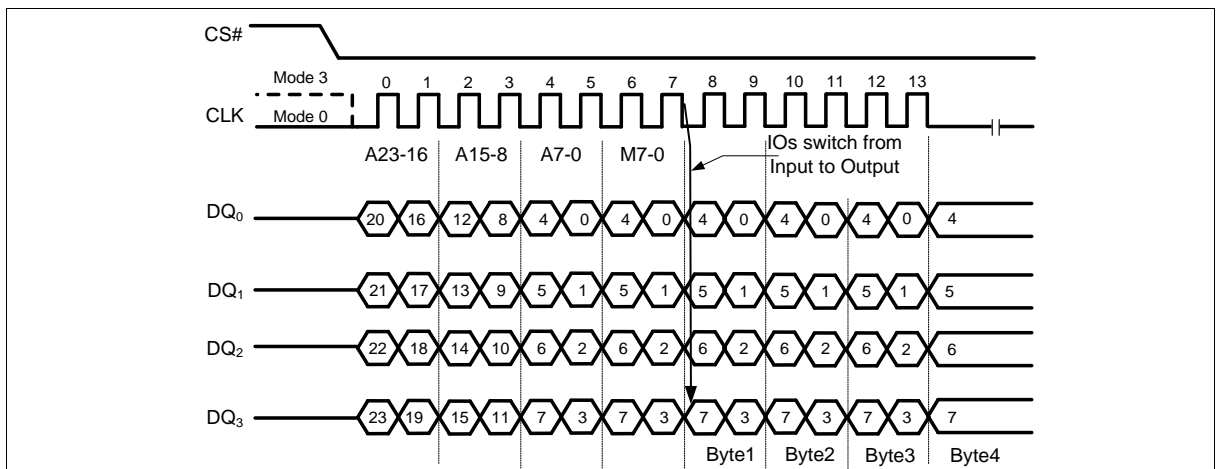 CS#
Mode 3
0 1 2 3 4 5 6 7 8 9 10 11 12 13
CLK
Mode 0
IOs switch from
Input to Output
A23-16 A15-8 A7-0 M7-0
DQ0 20 16 12 8 4 0 4 0 4 0 4 0 4 0 4
DQ1 21 17 13 9 5 1 5 1 5 1 5 1 5 1 5
DQ2 22 18 14 10 6 2 6 2 6 2 6 2 6 2 6
DQ3 23 19 15 11 7 3 7 3 7 3 7 3 7 3 7
Byte1 Byte2 Byte3 Byte4